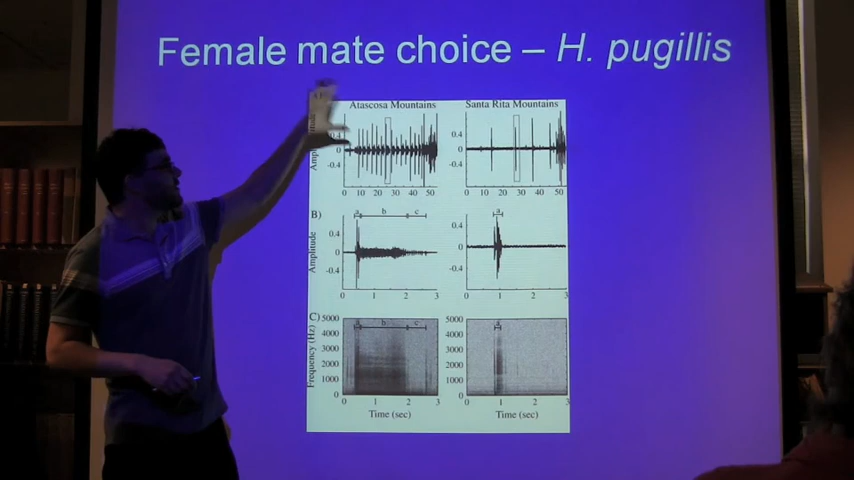 Female mate choice – H. pugillis
Atascosa Mountains Santa Rita Mountains
0.4
0
-0.4
0 10 20 30 40 50
0.4
0
-0.4
0 10 20 30 40 50
B)
Amplitude
a b c
0.4
0
-0.4
0 1 2 3
a
0.4
0
-0.4
0 1 2 3
C)
Frequency (Hz)
a b c
5000
4000
3000
2000
1000
0
0 1 2 3
Time (sec)
a
5000
4000
3000
2000
1000
0
0 1 2 3
Time (sec)